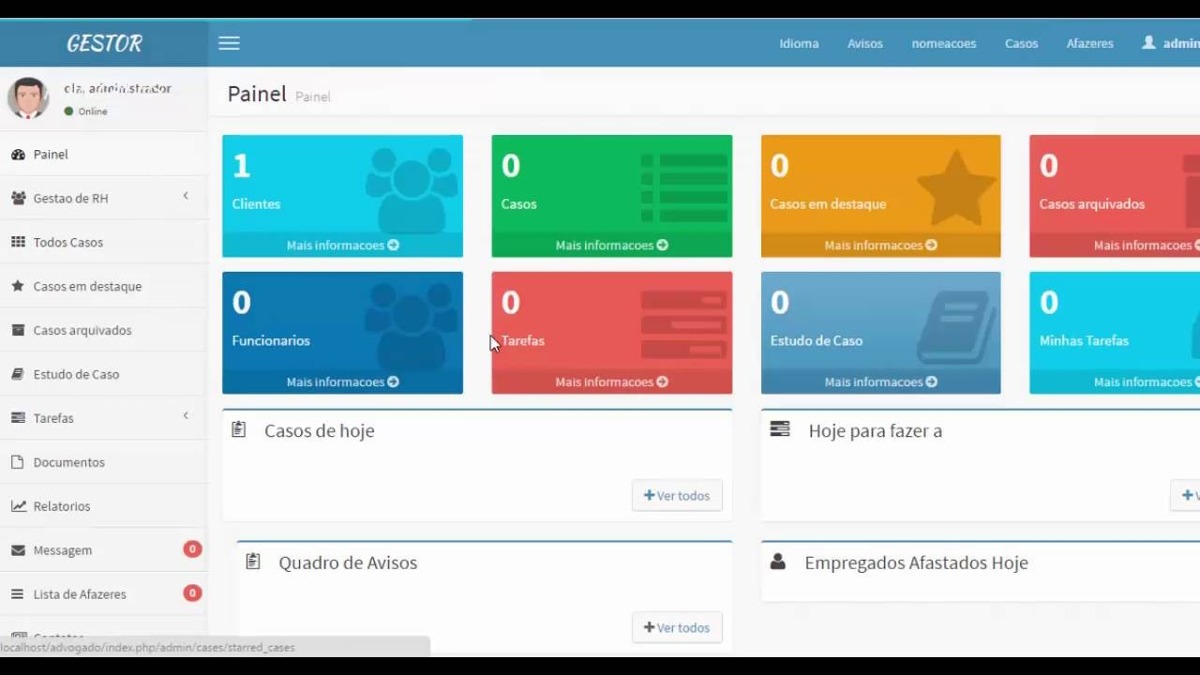 GESTOR
Idioma Avisos nomeacoes Casos Afazeres
ola, administrador
Online
Painel Painel
Painel
Gestao de RH
Todos Casos
Casos em destaque
Casos arquivados
Estudo de Caso
Tarefas
Documentos
Relatorios
Messagem 0
Lista de Afazeres 0
1
Clientes
Mais informacoes
0
Casos
Mais informacoes
0
Casos em destaque
Mais informacoes
0
Casos arquivados
Mais informacoes
0
Funcionarios
Mais informacoes
0
Tarefas
Mais informacoes
0
Estudo de Caso
Mais informacoes
0
Minhas Tarefas
Mais informacoes
Casos de hoje
Ver todos
Hoje para fazer a
Quadro de Avisos
Ver todos
Empregados Afastados Hoje
localhost/advogado/index.php/admin/cases/starred_cases